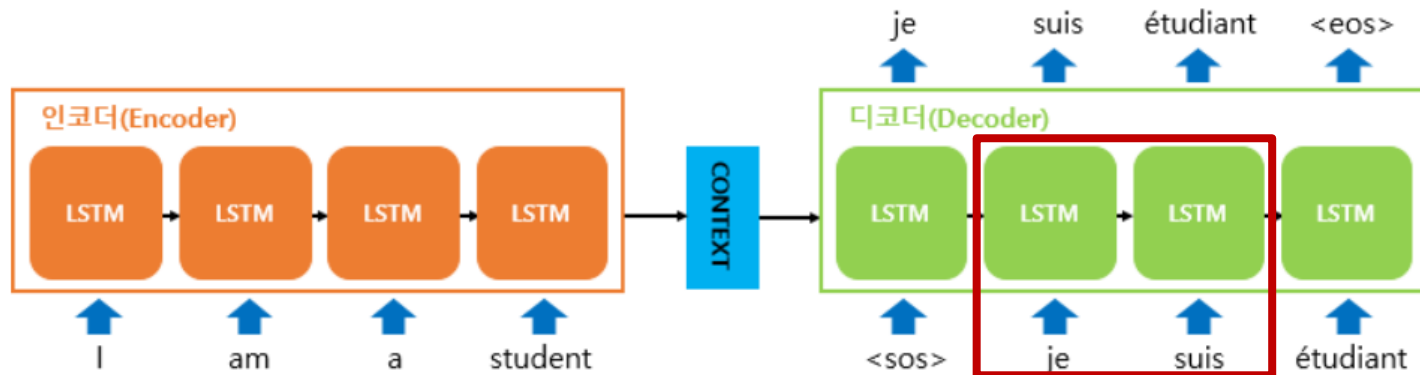 je suis étudiant <eos>
인코더(Encoder)
디코더(Decoder)
LSTM LSTM LSTM LSTM
CONTEXT
LSTM LSTM LSTM LSTM
I am a student
<sos> je suis étudiant